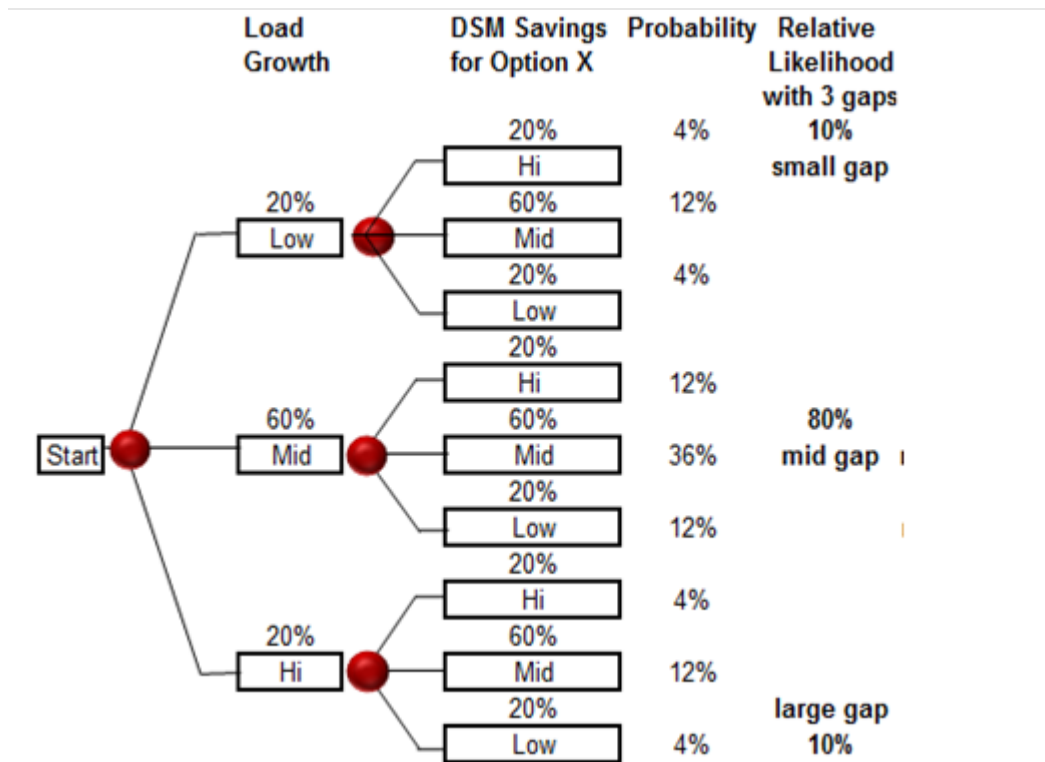 Load DSM Savings Probability Relative
Growth for Option X Likelihood
with 3 gaps
20% 4% 10%
Hi small gap
20% 60% 12%
Low Mid
20% 4%
Low
20%
Hi 12%
60% 60% 80%
Start Mid Mid 36% mid gap
20%
Low 12%
20%
Hi 4%
20% 60%
Hi Mid 12%
20% large gap
Low 4% 10%